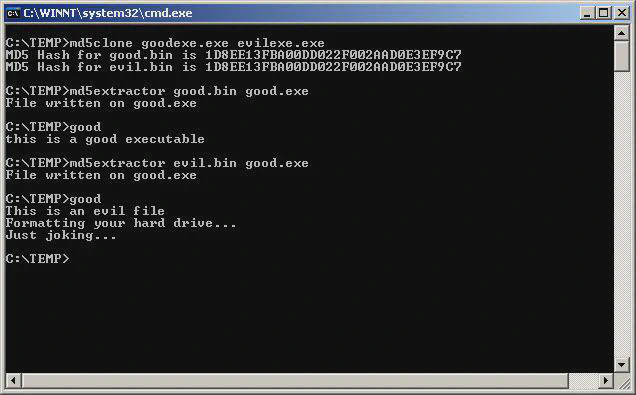 C:\WINNT\system32\cmd.exe
C:\TEMP>md5clone goodexe.exe evilexe.exe
MD5 Hash for good.bin is 1D8EE13FBA00DD022F002AAD0E3EF9C7
MD5 Hash for evil.bin is 1D8EE13FBA00DD022F002AAD0E3EF9C7
C:\TEMP>md5extractor good.bin good.exe
File written on good.exe
C:\TEMP>good
this is a good executable
C:\TEMP>md5extractor evil.bin good.exe
File written on good.exe
C:\TEMP>good
This is an evil file
Formatting your hard drive...
Just joking...
C:\TEMP>